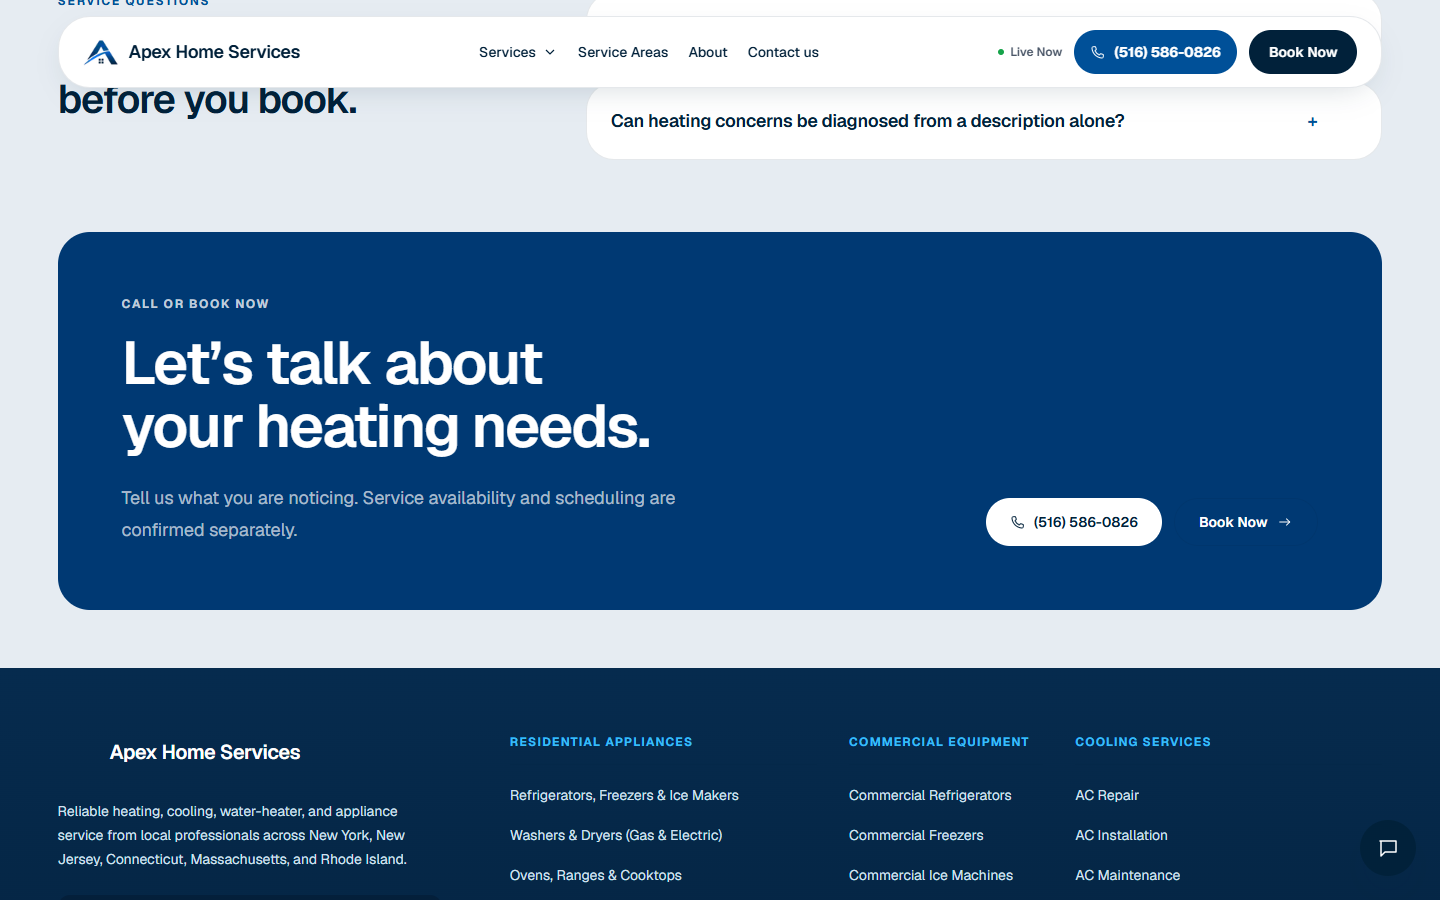 SERVICE QUESTIONS
Apex Home Services
Services
Service Areas
About
Contact us
Live Now
(516) 586-0826
Book Now
before you book.
Can heating concerns be diagnosed from a description alone?
+
CALL OR BOOK NOW
Let’s talk about
your heating needs.
Tell us what you are noticing. Service availability and scheduling are
confirmed separately.
(516) 586-0826
Book Now →
Apex Home Services
Reliable heating, cooling, water-heater, and appliance
service from local professionals across New York, New
Jersey, Connecticut, Massachusetts, and Rhode Island.
RESIDENTIAL APPLIANCES
Refrigerators, Freezers & Ice Makers
Washers & Dryers (Gas & Electric)
Ovens, Ranges & Cooktops
COMMERCIAL EQUIPMENT
Commercial Refrigerators
Commercial Freezers
Commercial Ice Machines
COOLING SERVICES
AC Repair
AC Installation
AC Maintenance